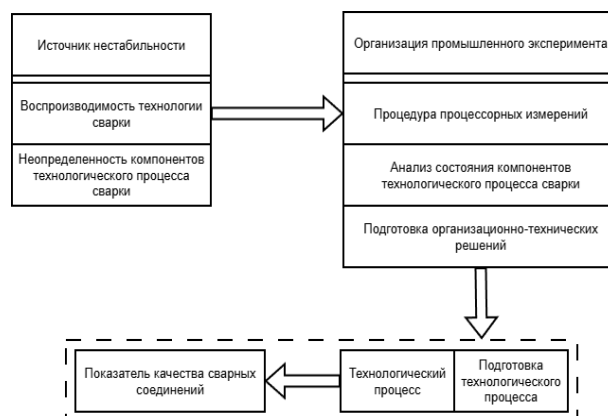 Источник нестабильности
Воспроизводимость технологии
сварки
Неопределенность компонентов
технологического процесса
сварки
Организация промышленного эксперимента
Процедура процессорных измерений
Анализ состояния компонентов
технологического процесса сварки
Подготовка организационно-технических
решений
Показатель качества сварных
соединений
Технологический
процесс
Подготовка
технологического
процесса